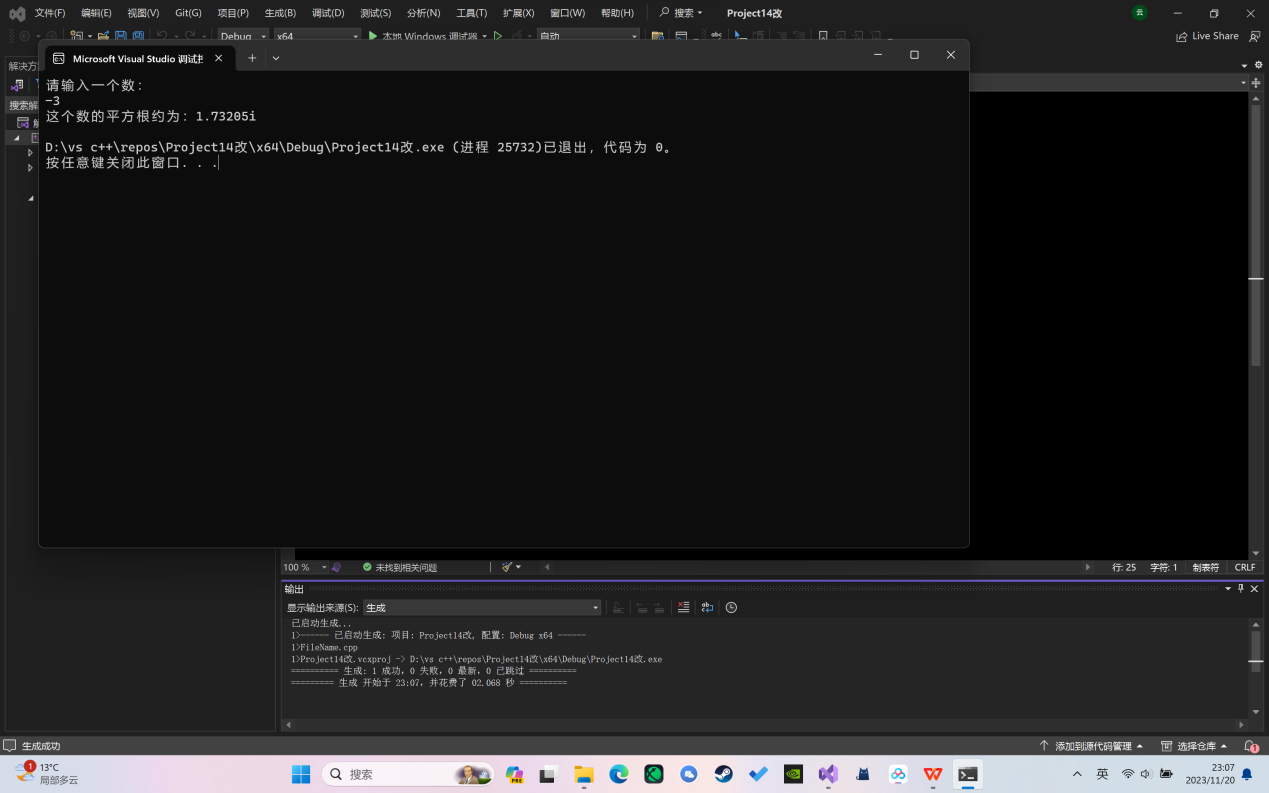 文件(F) 编辑(E) 视图(V) Git(G) 项目(P) 生成(B) 调试(D) 测试(S) 分析(N) 工具(T) 扩展(X) 窗口(W) 帮助(H) 搜索 Project14改 云
Debug x64 本地 Windows 调试器 自动 Live Share
Microsoft Visual Studio 调试
解决方
搜索解
请输入一个数：
-3
这个数的平方根约为：1.73205i
D:\vs c++\repos\Project14改\x64\Debug\Project14改.exe (进程 25732)已退出，代码为 0。
按任意键关闭此窗口. . .
100 % 未找到相关问题 行: 25 字符: 1 制表符 CRLF
输出
显示输出来源(S): 生成
已启动生成...
1>------ 已启动生成: 项目: Project14改, 配置: Debug x64 ------
1>FileName.cpp
1>Project14改.vcxproj -> D:\vs c++\repos\Project14改\x64\Debug\Project14改.exe
========== 生成: 1 成功，0 失败，0 最新，0 已跳过 ==========
========= 生成 开始于 23:07，并花费了 02.068 秒 ==========
生成成功 添加到源代码管理 选择仓库 1
1 13°C
局部多云
搜索
PRE
英
23:07
2023/11/20